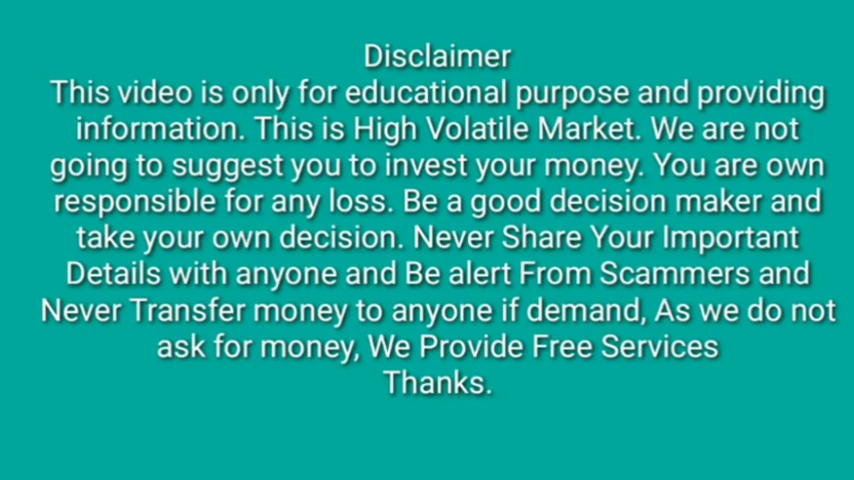 Disclaimer
This video is only for educational purpose and providing
information. This is High Volatile Market. We are not
going to suggest you to invest your money. You are own
responsible for any loss. Be a good decision maker and
take your own decision. Never Share Your Important
Details with anyone and Be alert From Scammers and
Never Transfer money to anyone if demand, As we do not
ask for money, We Provide Free Services
Thanks.